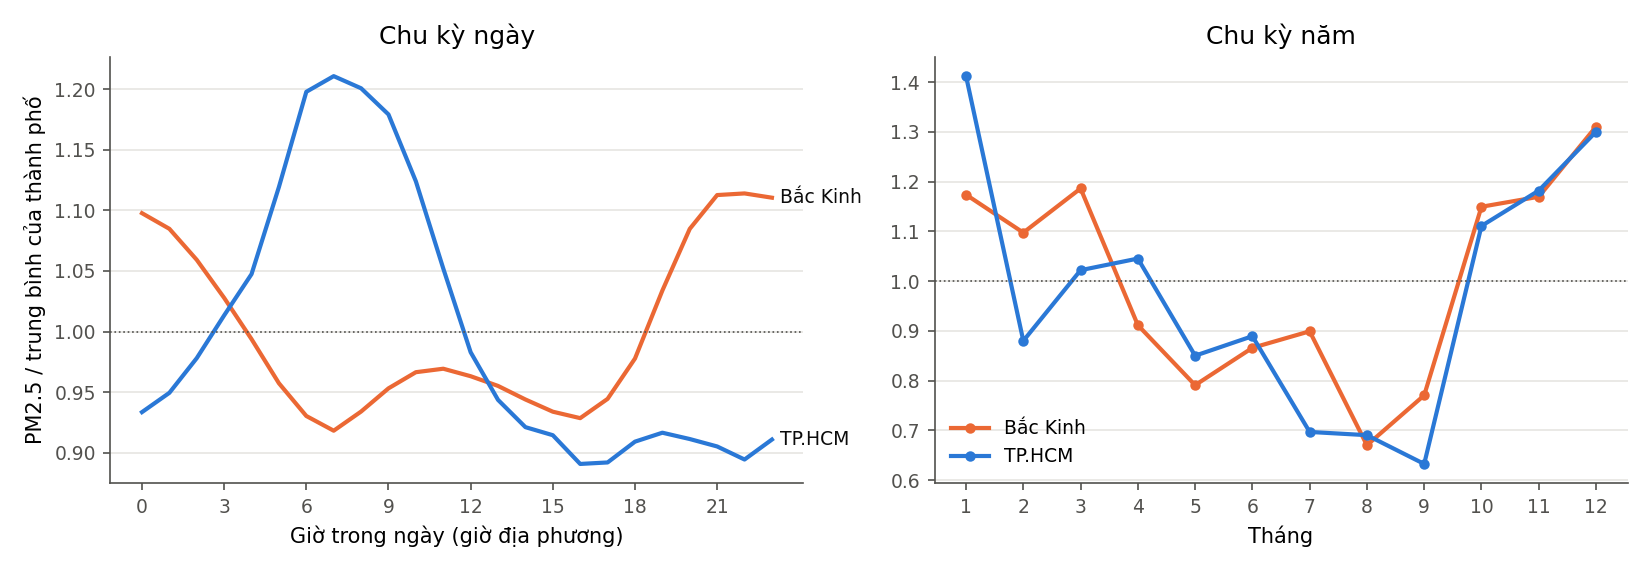 Chu kỳ ngày
PM2.5 / trung bình của thành phố
1.20
1.15
1.10
1.05
1.00
0.95
0.90
Bắc Kinh
TP.HCM
0 3 6 9 12 15 18 21
Giờ trong ngày (giờ địa phương)
Chu kỳ năm
1.4
1.3
1.2
1.1
1.0
0.9
0.8
0.7
0.6
Bắc Kinh
TP.HCM
1 2 3 4 5 6 7 8 9 10 11 12
Tháng